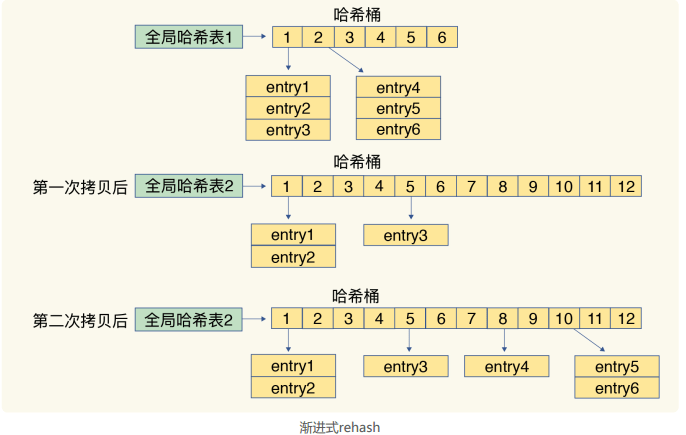 哈希桶
全局哈希表1 1 2 3 4 5 6
entry1 entry4
entry2 entry5
entry3 entry6
哈希桶
第一次拷贝后 全局哈希表2 1 2 3 4 5 6 7 8 9 10 11 12
entry1 entry3
entry2
哈希桶
第二次拷贝后 全局哈希表2 1 2 3 4 5 6 7 8 9 10 11 12
entry1 entry3 entry4 entry5
entry2 entry6
渐进式rehash